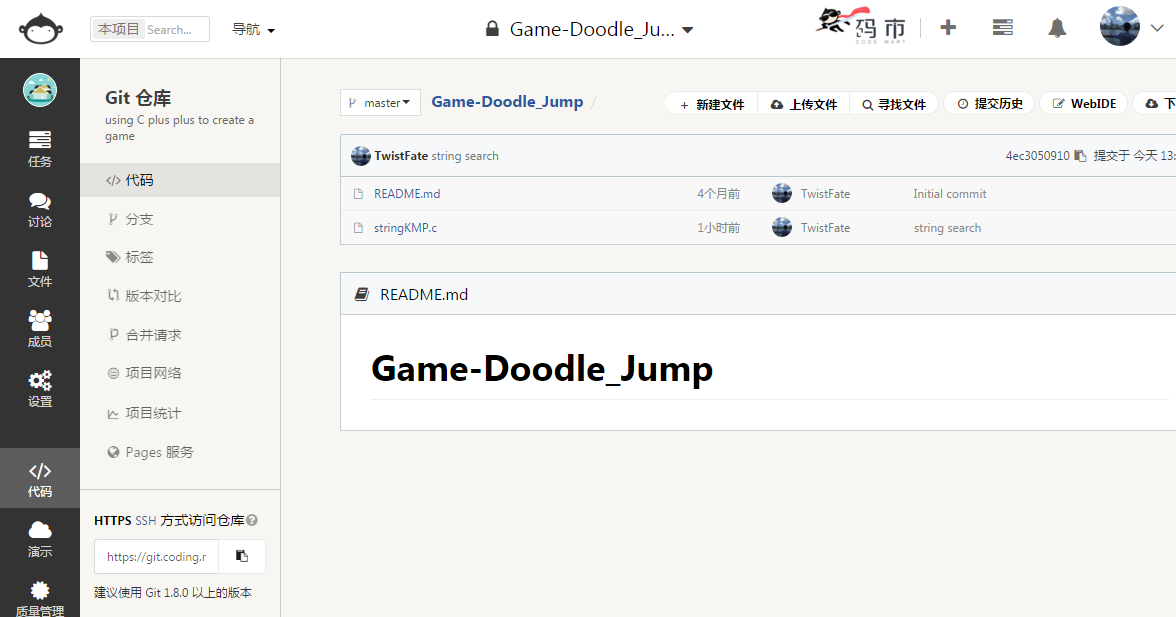 本项目 Search...
导航
Game-Doodle_Ju...
码市
CODE MART
任务
讨论
文件
成员
设置
代码
演示
质量管理
Git 仓库
using C plus plus to create a
game
代码
分支
标签
版本对比
合并请求
项目网络
项目统计
Pages 服务
HTTPS SSH 方式访问仓库
https://git.coding.r
建议使用 Git 1.8.0 以上的版本
master
Game-Doodle_Jump /
+ 新建文件
上传文件
寻找文件
提交历史
WebIDE
下
TwistFate string search
4ec3050910 提交于 今天 13:
README.md 4个月前 TwistFate Initial commit
stringKMP.c 1小时前 TwistFate string search
README.md
Game-Doodle_Jump